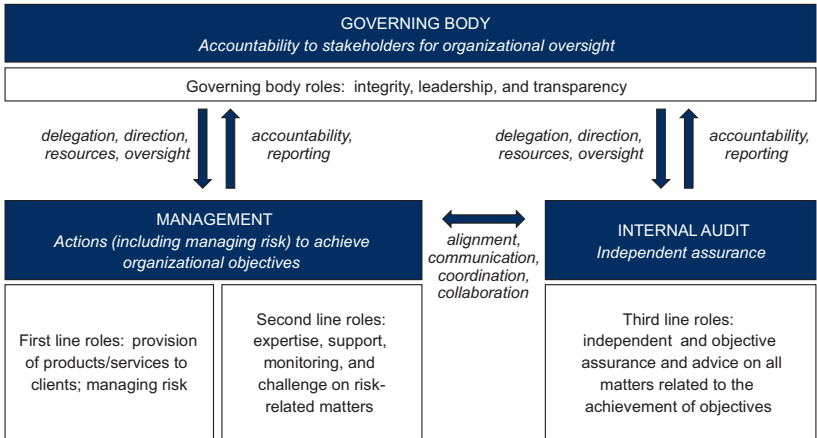 GOVERNING BODY
Accountability to stakeholders for organizational oversight
Governing body roles: integrity, leadership, and transparency
delegation, direction,
resources, oversight
accountability,
reporting
delegation, direction,
resources, oversight
accountability,
reporting
MANAGEMENT
Actions (including managing risk) to achieve
organizational objectives
alignment,
communication,
coordination,
collaboration
INTERNAL AUDIT
Independent assurance
First line roles: provision
of products/services to
clients; managing risk
Second line roles:
expertise, support,
monitoring, and
challenge on risk-
related matters
Third line roles:
independent and objective
assurance and advice on all
matters related to the
achievement of objectives